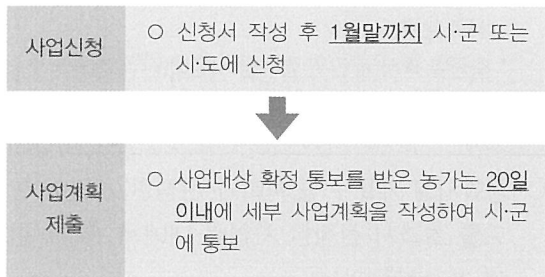 사업신청
○ 신청서 작성 후 1월말까지 시·군 또는
시·도에 신청
사업계획
제출
○ 사업대상 확정 통보를 받은 농가는 20일
이내에 세부 사업계획을 작성하여 시·군
에 통보